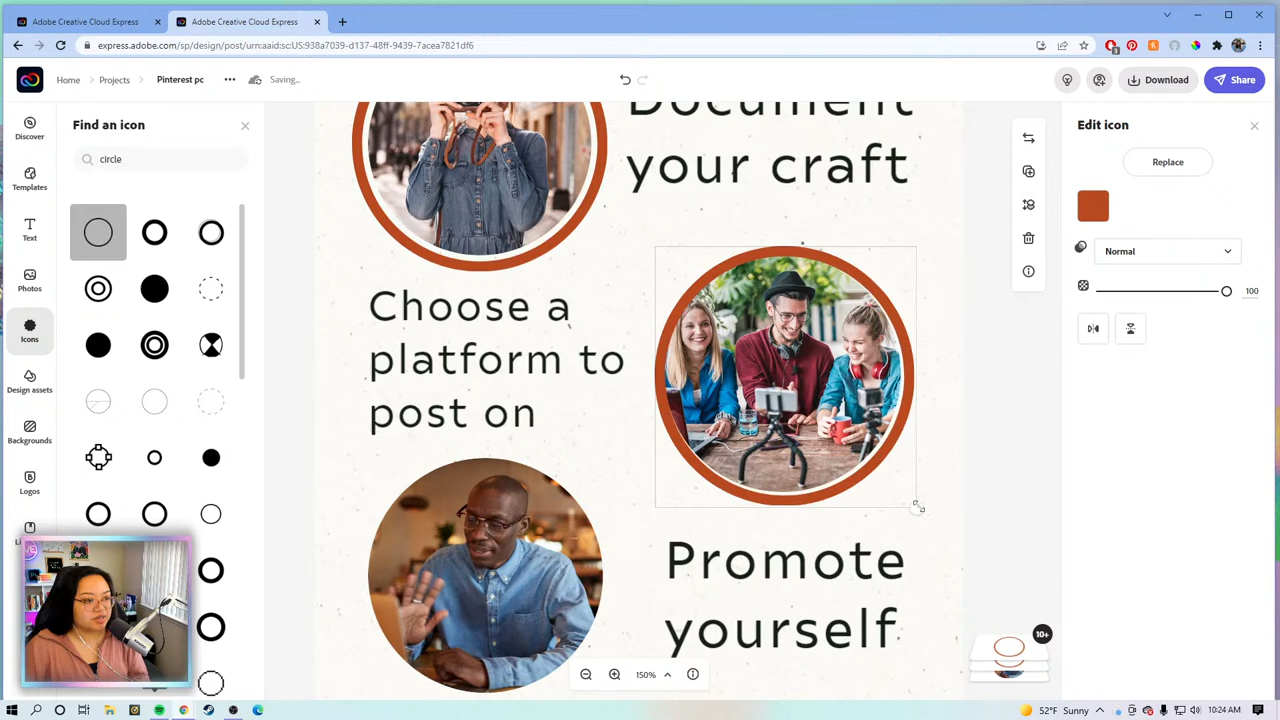 Adobe Creative Cloud Express
Adobe Creative Cloud Express
express.adobe.com/sp/design/post/urn:aaid:sc:US:938a7039-d137-48ff-9439-7acea7821df6
Home
Projects
Pinterest pc
Saving...
Download
Share
Discover
Templates
Text
Photos
Icons
Design assets
Backgrounds
Logos
Find an icon
circle
Document
your craft
Choose a
platform to
post on
Promote
yourself
Edit icon
Replace
Normal
100
10+
150%
52°F Sunny
10:24 AM